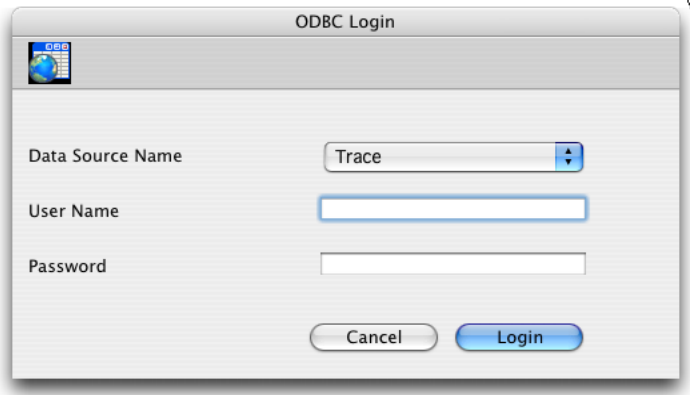 ODBC Login
Data Source Name
Trace
User Name
Password
Cancel
Login